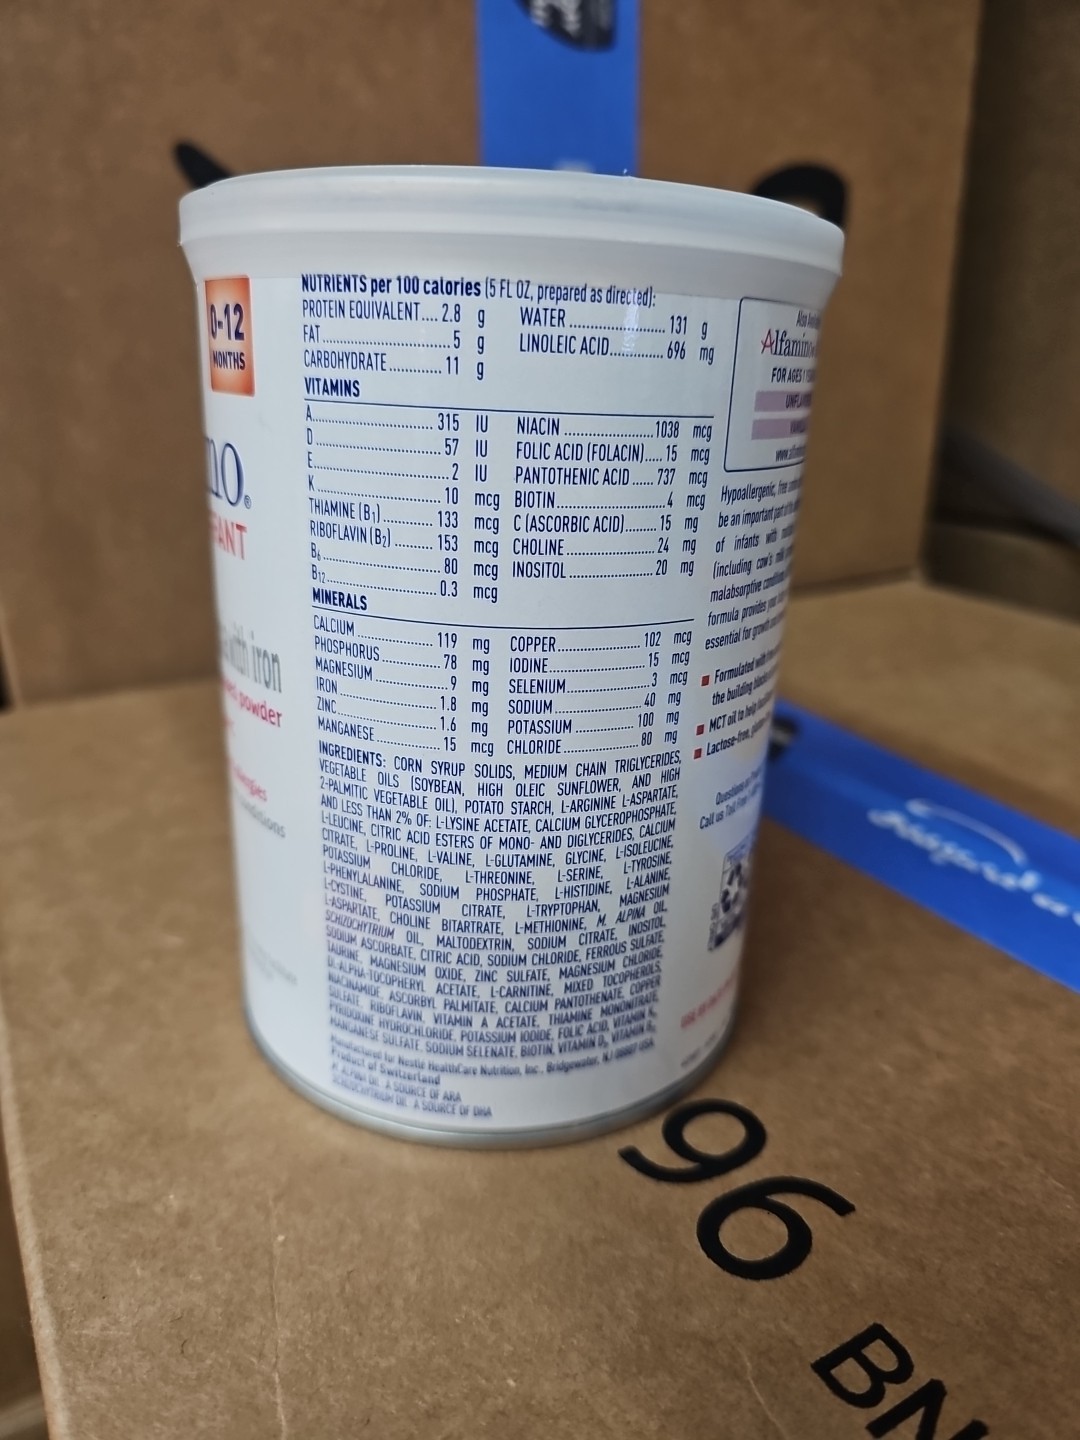 0-12
MONTHS
with iron
powder
NUTRIENTS per 100 calories (5 FL OZ, prepared as directed):
PROTEIN EQUIVALENT.... 2.8 g
FAT 5 g
CARBOHYDRATE 11 g
WATER 131 g
LINOLEIC ACID 696 mg
VITAMINS
A 315 IU
D 57 IU
E 2 IU
K 10 mcg
THIAMINE (B1) 133 mcg
RIBOFLAVIN (B2) 153 mcg
B6 80 mcg
B12 0.3 mcg
NIACIN 1038 mcg
FOLIC ACID (FOLACIN) 15 mcg
PANTOTHENIC ACID 737 mcg
BIOTIN 4 mcg
C (ASCORBIC ACID) 15 mg
CHOLINE 24 mg
INOSITOL 20 mg
MINERALS
CALCIUM 119 mg
PHOSPHORUS 78 mg
MAGNESIUM 9 mg
IRON 1.8 mg
ZINC 1.6 mg
MANGANESE 15 mcg
COPPER 102 mcg
IODINE 15 mcg
SELENIUM 3 mcg
SODIUM 40 mg
POTASSIUM 100 mg
CHLORIDE 80 mg
INGREDIENTS: CORN SYRUP SOLIDS, MEDIUM CHAIN TRIGLYCERIDES,
VEGETABLE OILS (SOYBEAN, HIGH OLEIC SUNFLOWER, AND HIGH
2-PALMITIC VEGETABLE OIL), POTATO STARCH, L-ARGININE L-ASPARTATE,
AND LESS THAN 2% OF: L-LYSINE ACETATE, CALCIUM GLYCEROPHOSPHATE,
L-LEUCINE, CITRIC ACID ESTERS OF MONO- AND DIGLYCERIDES, CALCIUM
CITRATE, L-PROLINE, L-VALINE, L-GLUTAMINE, GLYCINE, L-ISOLEUCINE,
POTASSIUM CHLORIDE, L-THREONINE, L-SERINE, L-TYROSINE,
L-PHENYLALANINE, SODIUM PHOSPHATE, L-HISTIDINE, L-ALANINE,
L-CYSTINE, POTASSIUM CITRATE, L-TRYPTOPHAN, MAGNESIUM
L-ASPARTATE, CHOLINE BITARTRATE, L-METHIONINE, M. ALPINA OIL,
SCHIZOCHYTRIUM OIL, MALTODEXTRIN, SODIUM CITRATE, INOSITOL,
SODIUM ASCORBATE, CITRIC ACID, SODIUM CHLORIDE, FERROUS SULFATE,
TAURINE, MAGNESIUM OXIDE, ZINC SULFATE, MAGNESIUM CHLORIDE,
DL-ALPHA-TOCOPHERYL ACETATE, L-CARNITINE, MIXED TOCOPHEROLS,
NIACINAMIDE, ASCORBYL PALMITATE, CALCIUM PANTOTHENATE, COPPER
SULFATE, RIBOFLAVIN, VITAMIN A ACETATE, THIAMINE MONONITRATE,
PYRIDOXINE HYDROCHLORIDE, POTASSIUM IODIDE, FOLIC ACID, VITAMIN K,
MANGANESE SULFATE, SODIUM SELENATE, BIOTIN, VITAMIN D3, VITAMIN B12
Manufactured for Nestlé HealthCare Nutrition, Inc., Bridgewater, NJ 08807 USA
Product of Switzerland
M. ALPINA OIL: A SOURCE OF ARA
SCHIZOCHYTRIUM OIL: A SOURCE OF DHA
Alfamino
FOR AGES 1
Hypoallergenic, free
be an important part
of infants with
(including cow's milk
malabsorptive
formula provides
essential for growth
Formulated with
the building
MCT oil to help
Lactose-free,
Call us Toll
96 BN